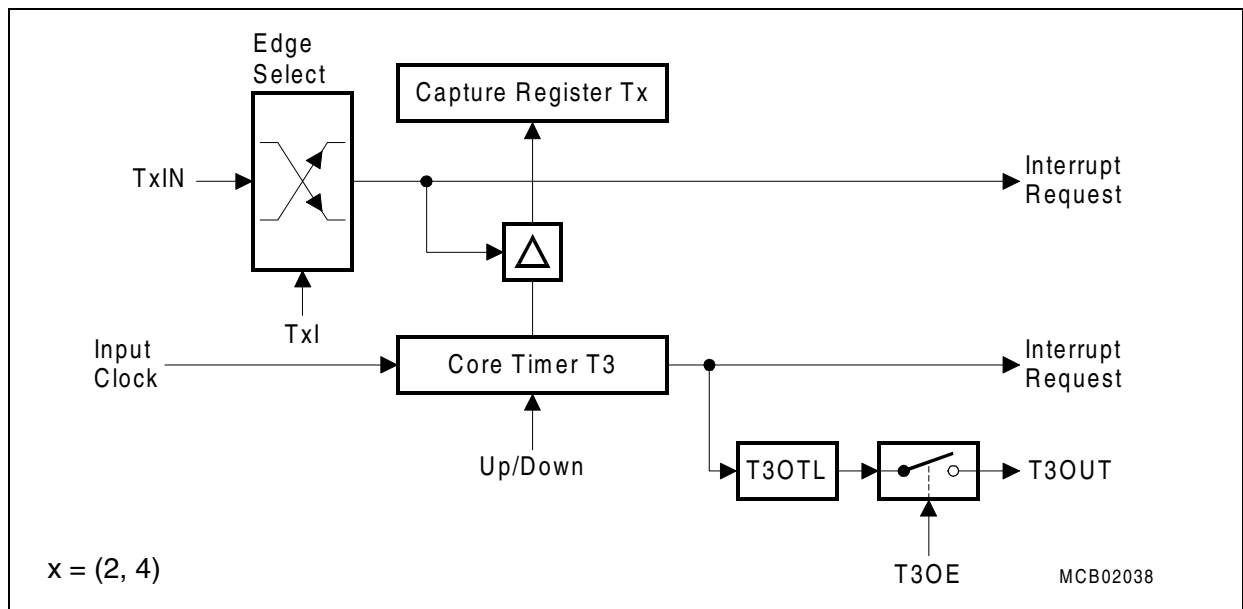 Edge
Select
Capture Register Tx
TxIN
Interrupt
Request
TxI
Input
Clock
Core Timer T3
Interrupt
Request
Up/Down
T3OTL
T3OUT
x = (2, 4)
T3OE
MCB02038